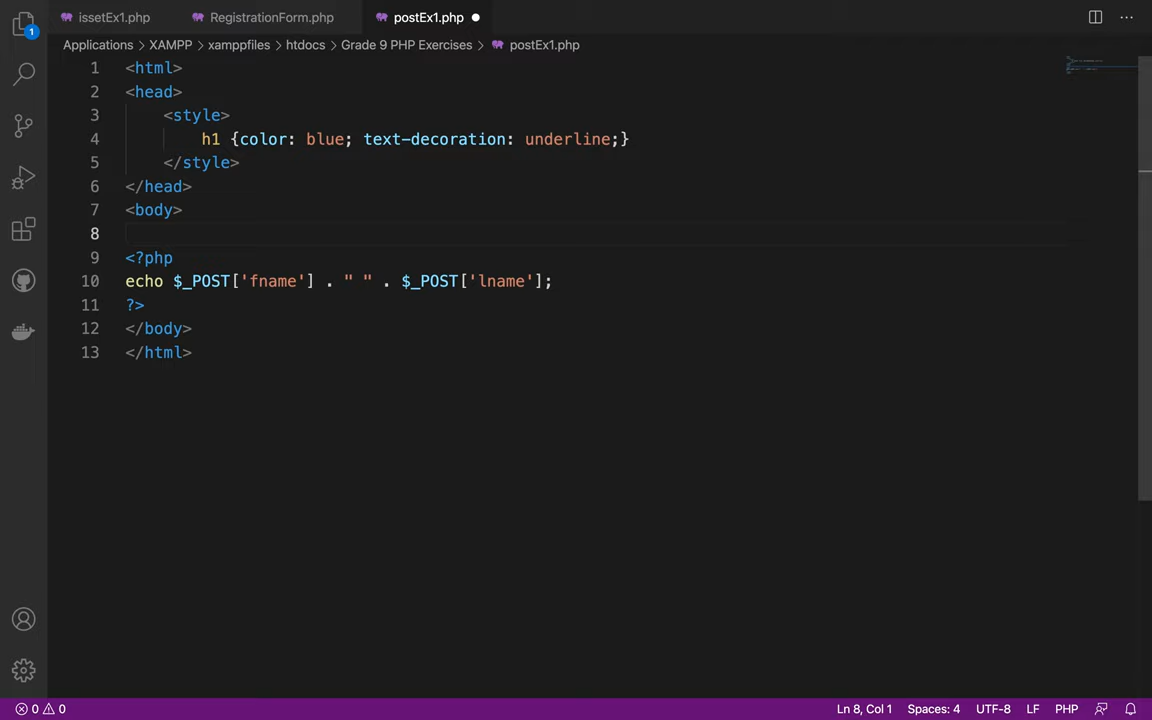 issetEx1.php RegistrationForm.php postEx1.php
Applications > XAMPP > xamppfiles > htdocs > Grade 9 PHP Exercises > postEx1.php
1 <html>
2 <head>
3 <style>
4 h1 {color: blue; text-decoration: underline;}
5 </style>
6 </head>
7 <body>
8
9 <?php
10 echo $_POST['fname'] . " " . $_POST['lname'];
11 ?>
12 </body>
13 </html>
1
0 0 Ln 8, Col 1 Spaces: 4 UTF-8 LF PHP